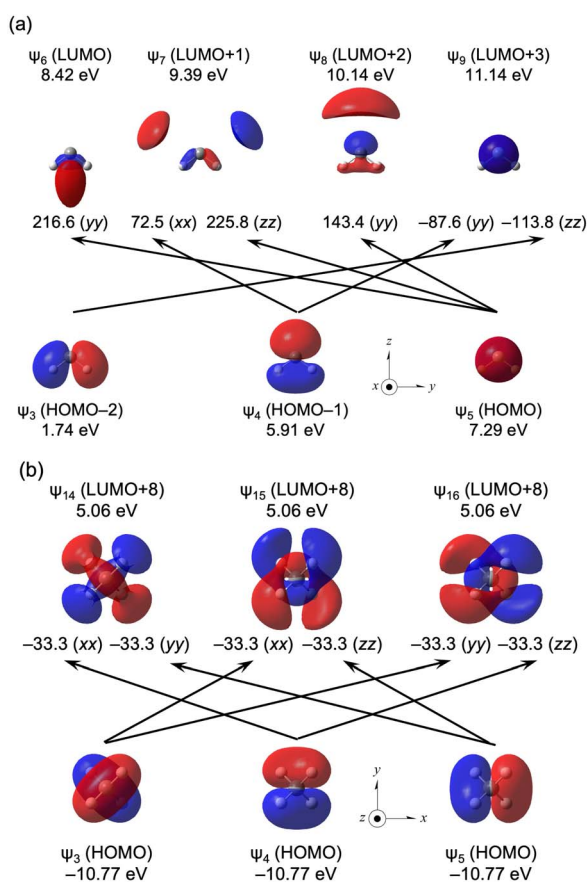 (a)
ψ6 (LUMO) ψ7 (LUMO+1) ψ8 (LUMO+2) ψ9 (LUMO+3)
8.42 eV 9.39 eV 10.14 eV 11.14 eV
216.6 (yy) 72.5 (xx) 225.8 (zz) 143.4 (yy) –87.6 (yy) –113.8 (zz)
z
x y
ψ3 (HOMO–2) ψ4 (HOMO–1) ψ5 (HOMO)
1.74 eV 5.91 eV 7.29 eV
(b)
ψ14 (LUMO+8) ψ15 (LUMO+8) ψ16 (LUMO+8)
5.06 eV 5.06 eV 5.06 eV
–33.3 (xx) –33.3 (yy) –33.3 (xx) –33.3 (zz) –33.3 (yy) –33.3 (zz)
y
z x
ψ3 (HOMO) ψ4 (HOMO) ψ5 (HOMO)
–10.77 eV –10.77 eV –10.77 eV